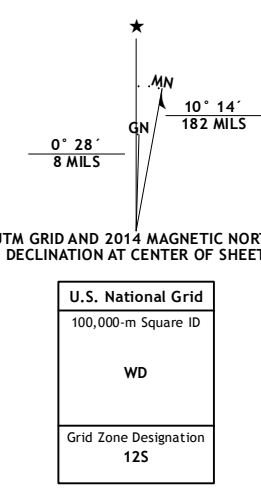 ★
MN
GN
10° 14´
182 MILS
0° 28´
8 MILS
UTM GRID AND 2014 MAGNETIC NORT
DECLINATION AT CENTER OF SHEET
U.S. National Grid
100,000-m Square ID
WD
Grid Zone Designation
12S